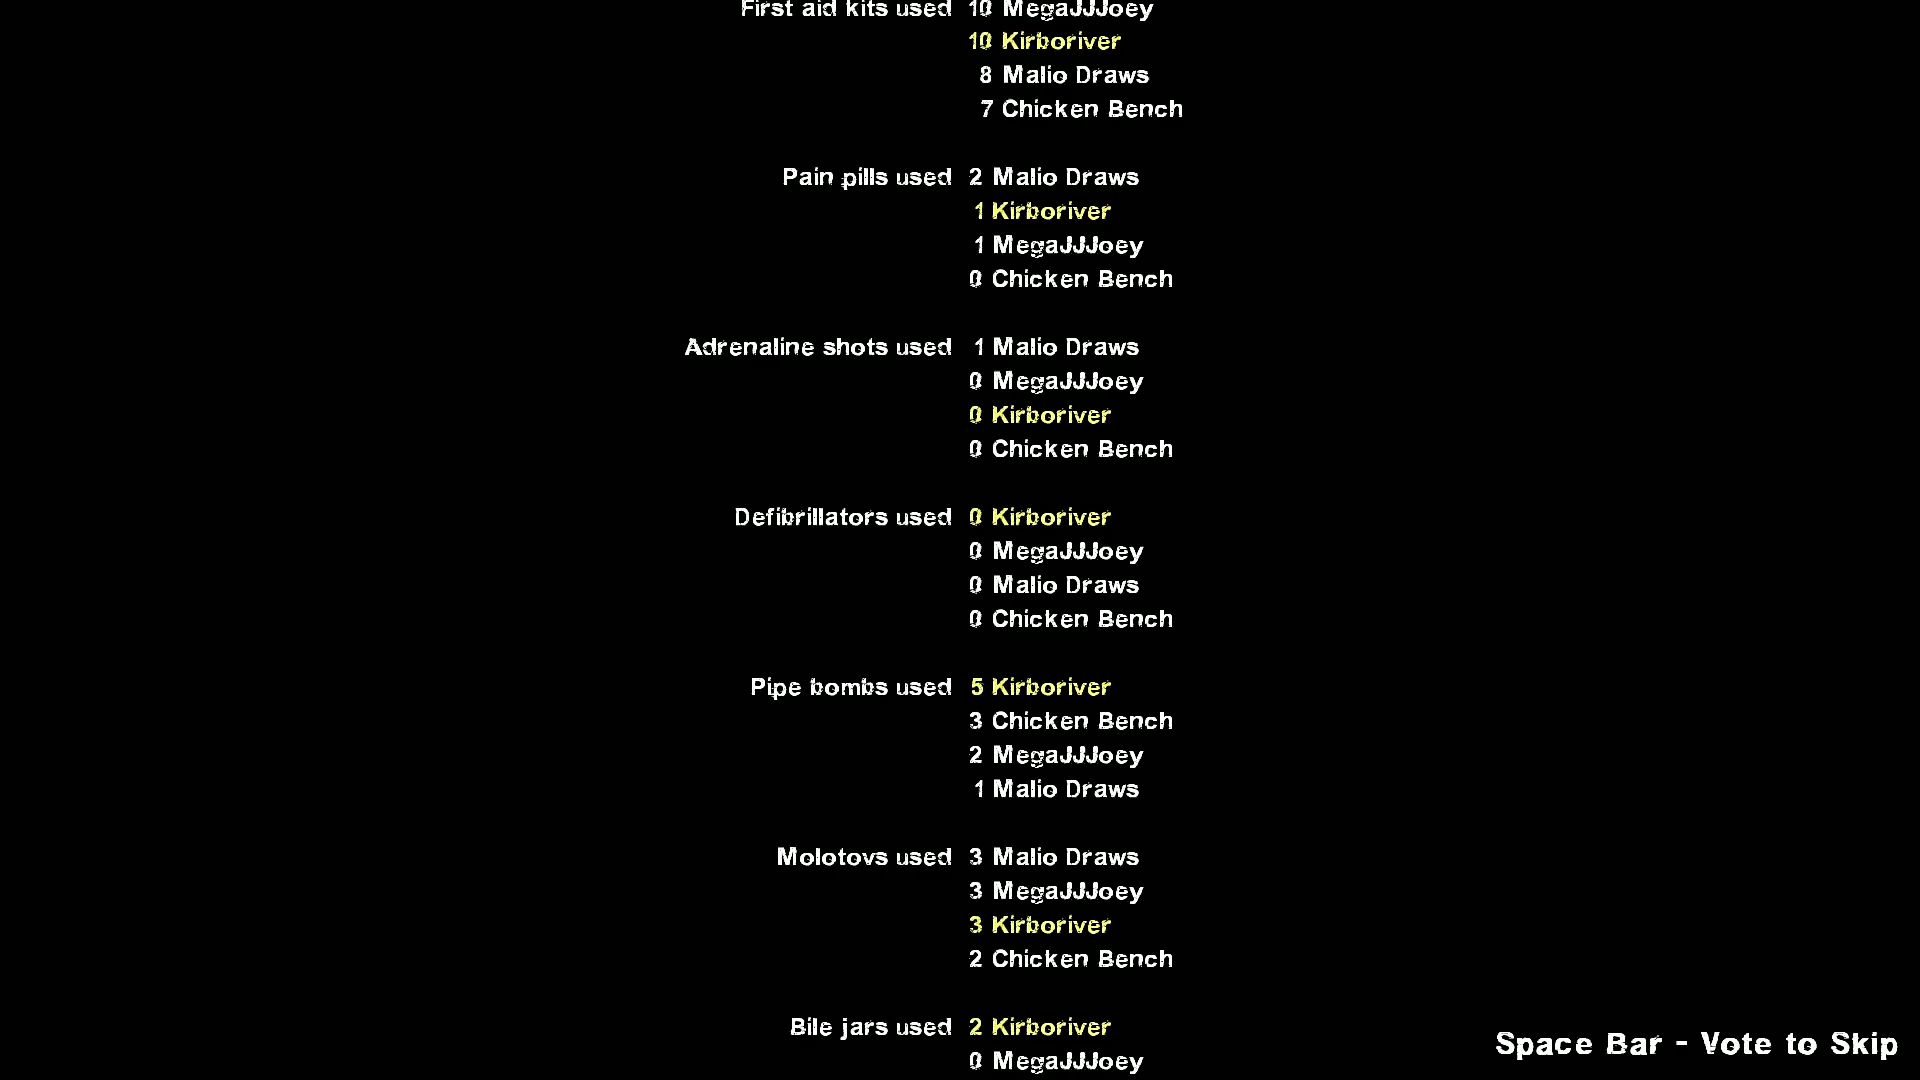 First aid kits used 10 MegaJJJoey
10 Kirboriver
8 Malio Draws
7 Chicken Bench
Pain pills used 2 Malio Draws
1 Kirboriver
1 MegaJJJoey
0 Chicken Bench
Adrenaline shots used 1 Malio Draws
0 MegaJJJoey
0 Kirboriver
0 Chicken Bench
Defibrillators used 0 Kirboriver
0 MegaJJJoey
0 Malio Draws
0 Chicken Bench
Pipe bombs used 5 Kirboriver
3 Chicken Bench
2 MegaJJJoey
1 Malio Draws
Molotovs used 3 Malio Draws
3 MegaJJJoey
3 Kirboriver
2 Chicken Bench
Bile jars used 2 Kirboriver
0 MegaJJJoey
Space Bar - Vote to Skip